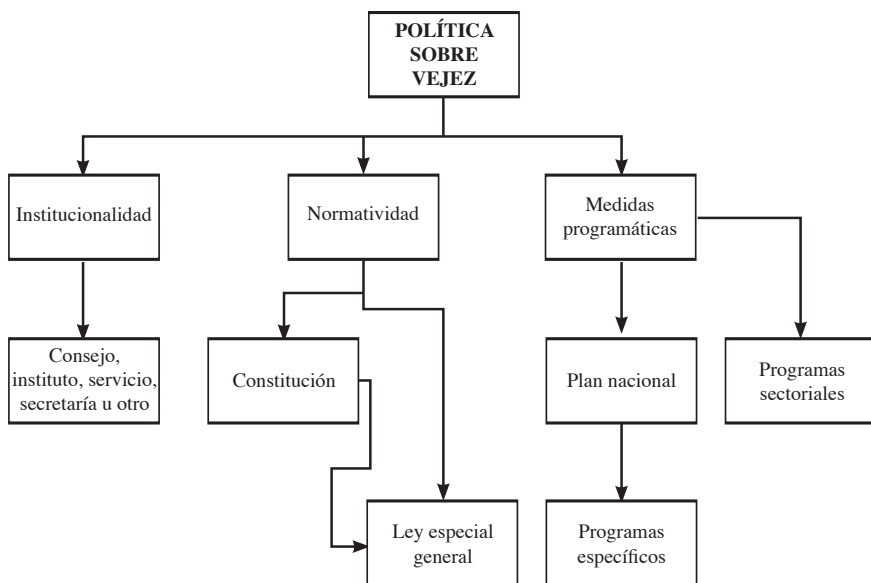 POLÍTICA
SOBRE
VEJEZ
Institucionalidad
Normatividad
Medidas
programáticas
Consejo,
instituto, servicio,
secretaría u otro
Constitución
Plan nacional
Programas
sectoriales
Ley especial
general
Programas
específicos